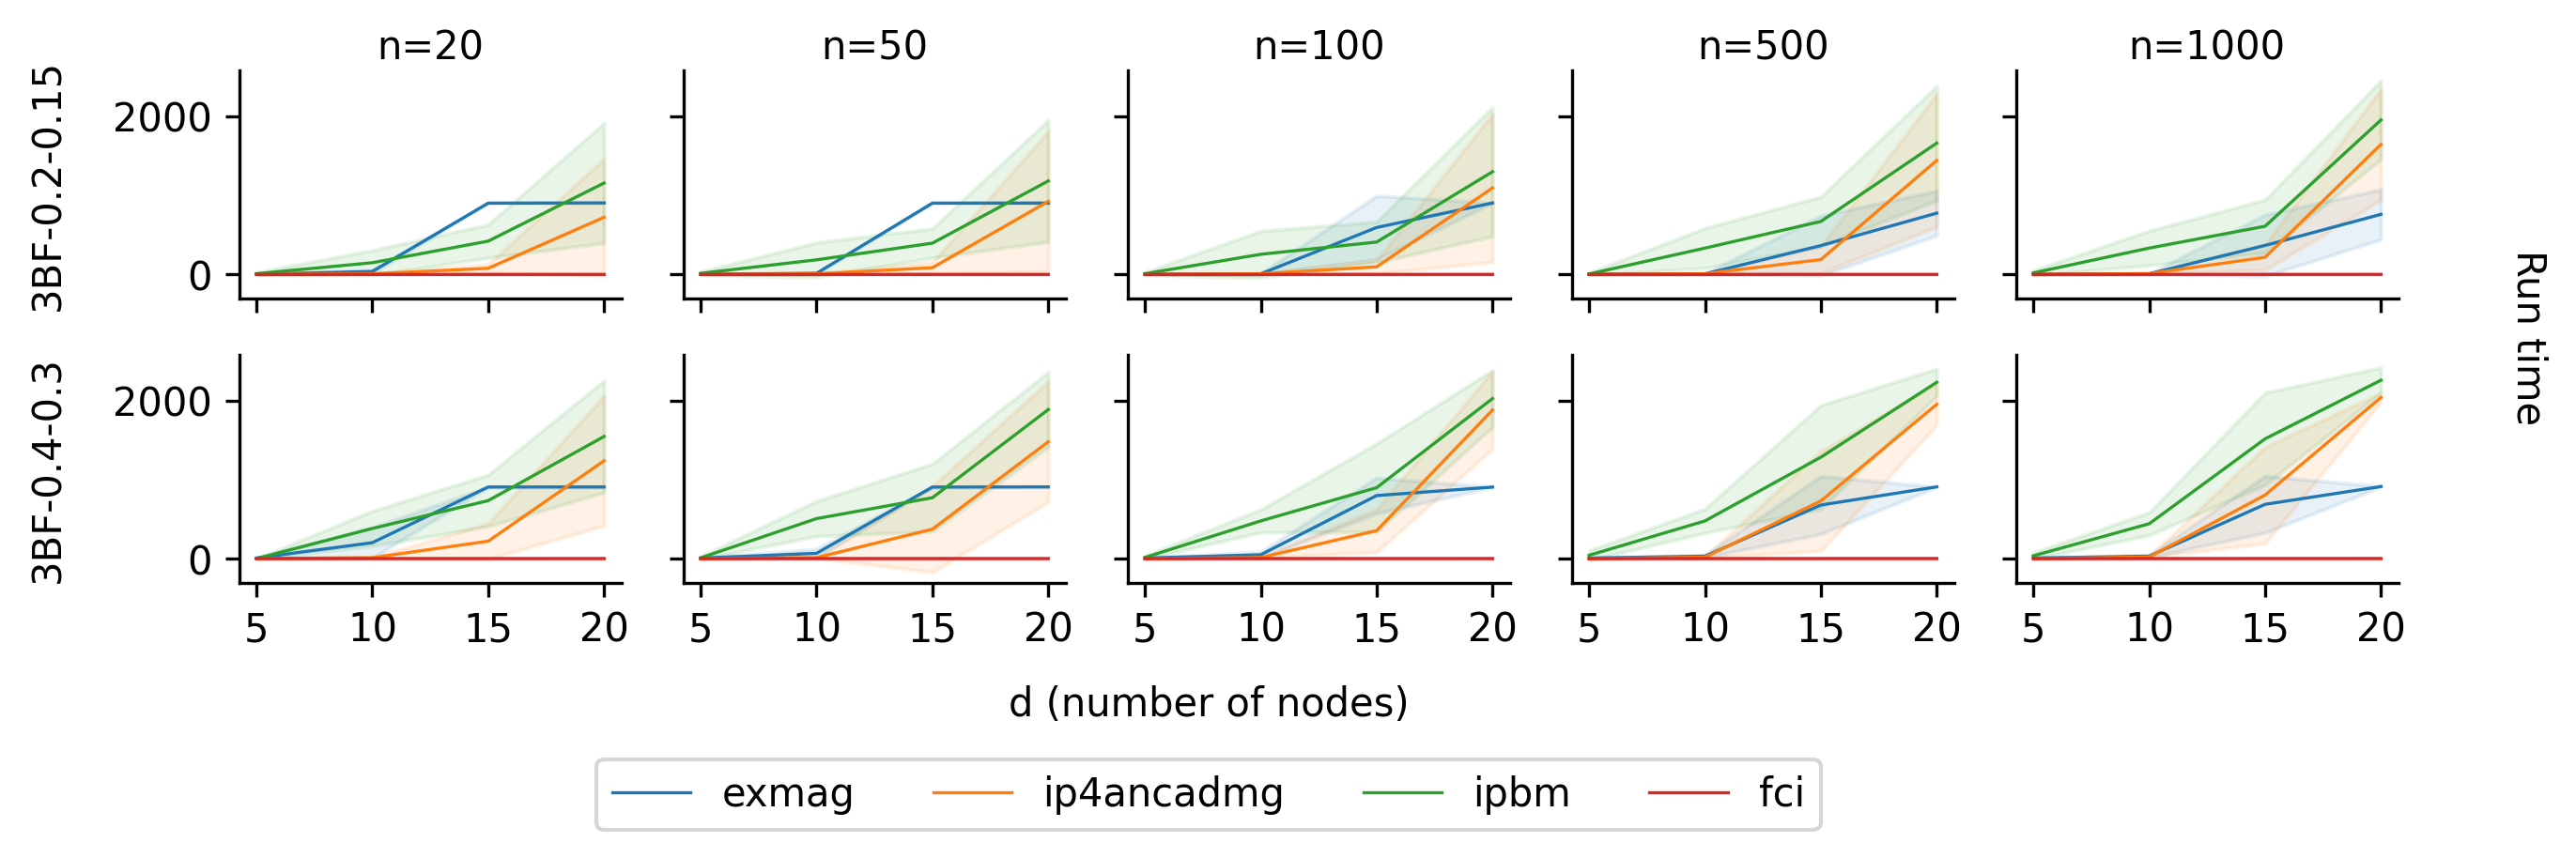 n=20 n=50 n=100 n=500 n=1000
3BF-0.2-0.15
2000
0
Run time
3BF-0.4-0.3
2000
0
5 10 15 20 5 10 15 20 5 10 15 20 5 10 15 20 5 10 15 20
d (number of nodes)
exmag ip4ancadmg ipbm fci